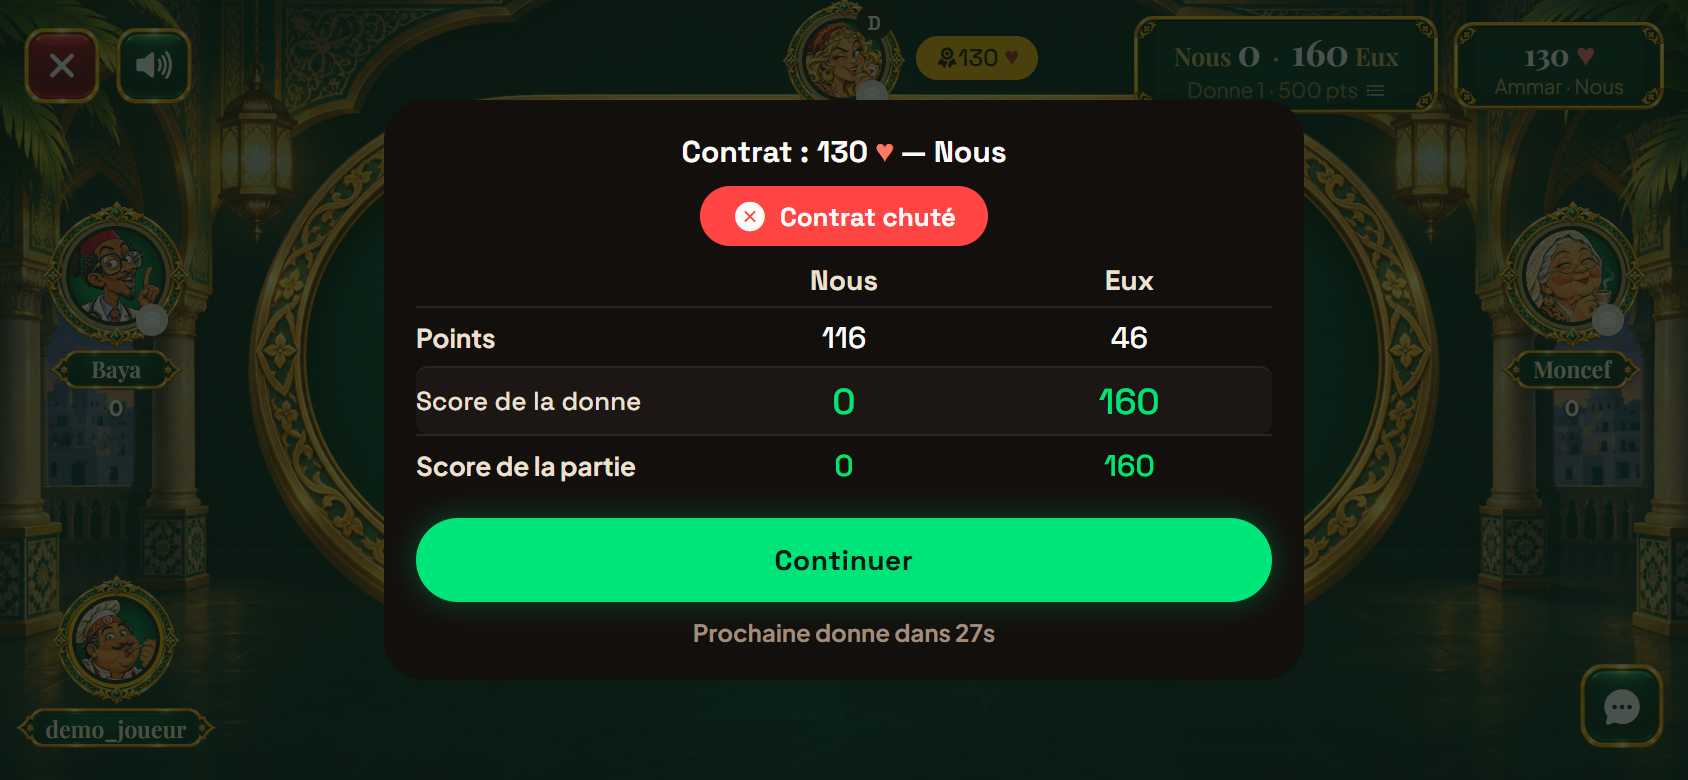 D
130 ♥
Nous 0 · 160 Eux
Donne 1 · 500 pts
130 ♥
Ammar · Nous
Contrat : 130 ♥ — Nous
Contrat chuté
Nous Eux
Points 116 46
Score de la donne 0 160
Score de la partie 0 160
Continuer
Prochaine donne dans 27s
Baya
0
Moncef
0
demo_joueur